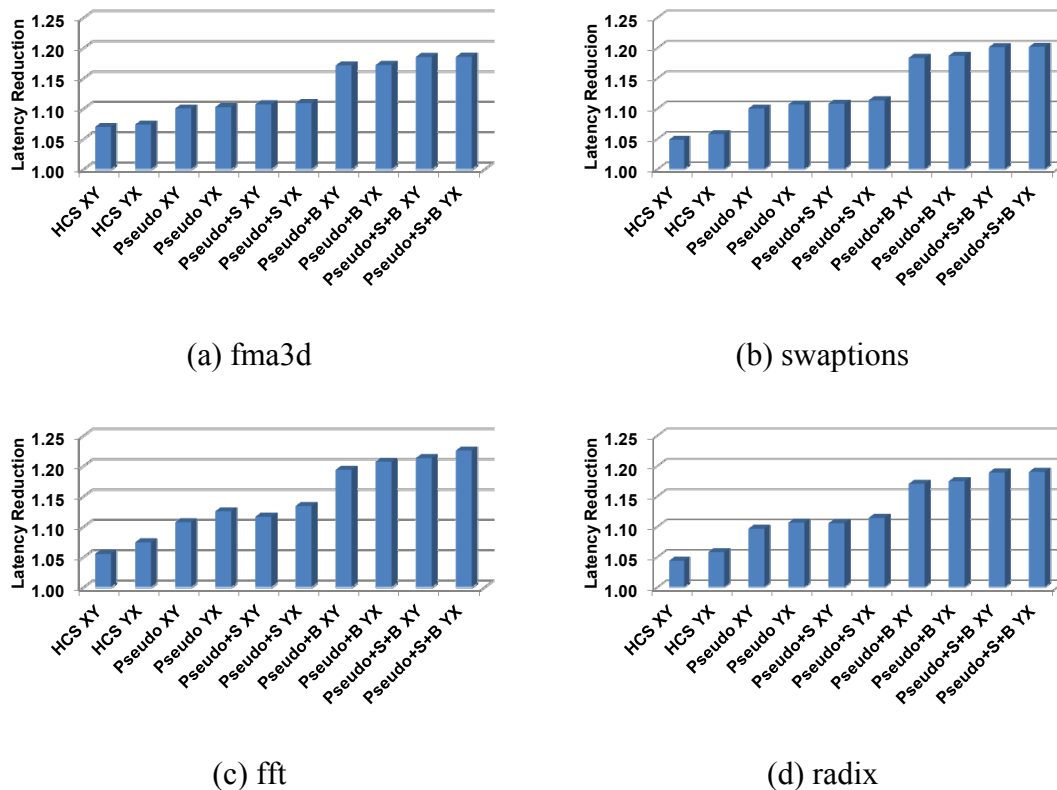 Latency Reduction
1.25
1.20
1.15
1.10
1.05
1.00
HCS XY
HCS YX
Pseudo XY
Pseudo YX
Pseudo+S XY
Pseudo+S YX
Pseudo+B XY
Pseudo+B YX
Pseudo+S+B XY
Pseudo+S+B YX
(a) fma3d
Latency Reducion
1.25
1.20
1.15
1.10
1.05
1.00
HCS XY
HCS YX
Pseudo XY
Pseudo YX
Pseudo+S XY
Pseudo+S YX
Pseudo+B XY
Pseudo+B YX
Pseudo+S+B XY
Pseudo+S+B YX
(b) swaptions
Latency Reduction
1.25
1.20
1.15
1.10
1.05
1.00
HCS XY
HCS YX
Pseudo XY
Pseudo YX
Pseudo+S XY
Pseudo+S YX
Pseudo+B XY
Pseudo+B YX
Pseudo+S+B XY
Pseudo+S+B YX
(c) fft
Latency Reduction
1.25
1.20
1.15
1.10
1.05
1.00
HCS XY
HCS YX
Pseudo XY
Pseudo YX
Pseudo+S XY
Pseudo+S YX
Pseudo+B XY
Pseudo+B YX
Pseudo+S+B XY
Pseudo+S+B YX
(d) radix